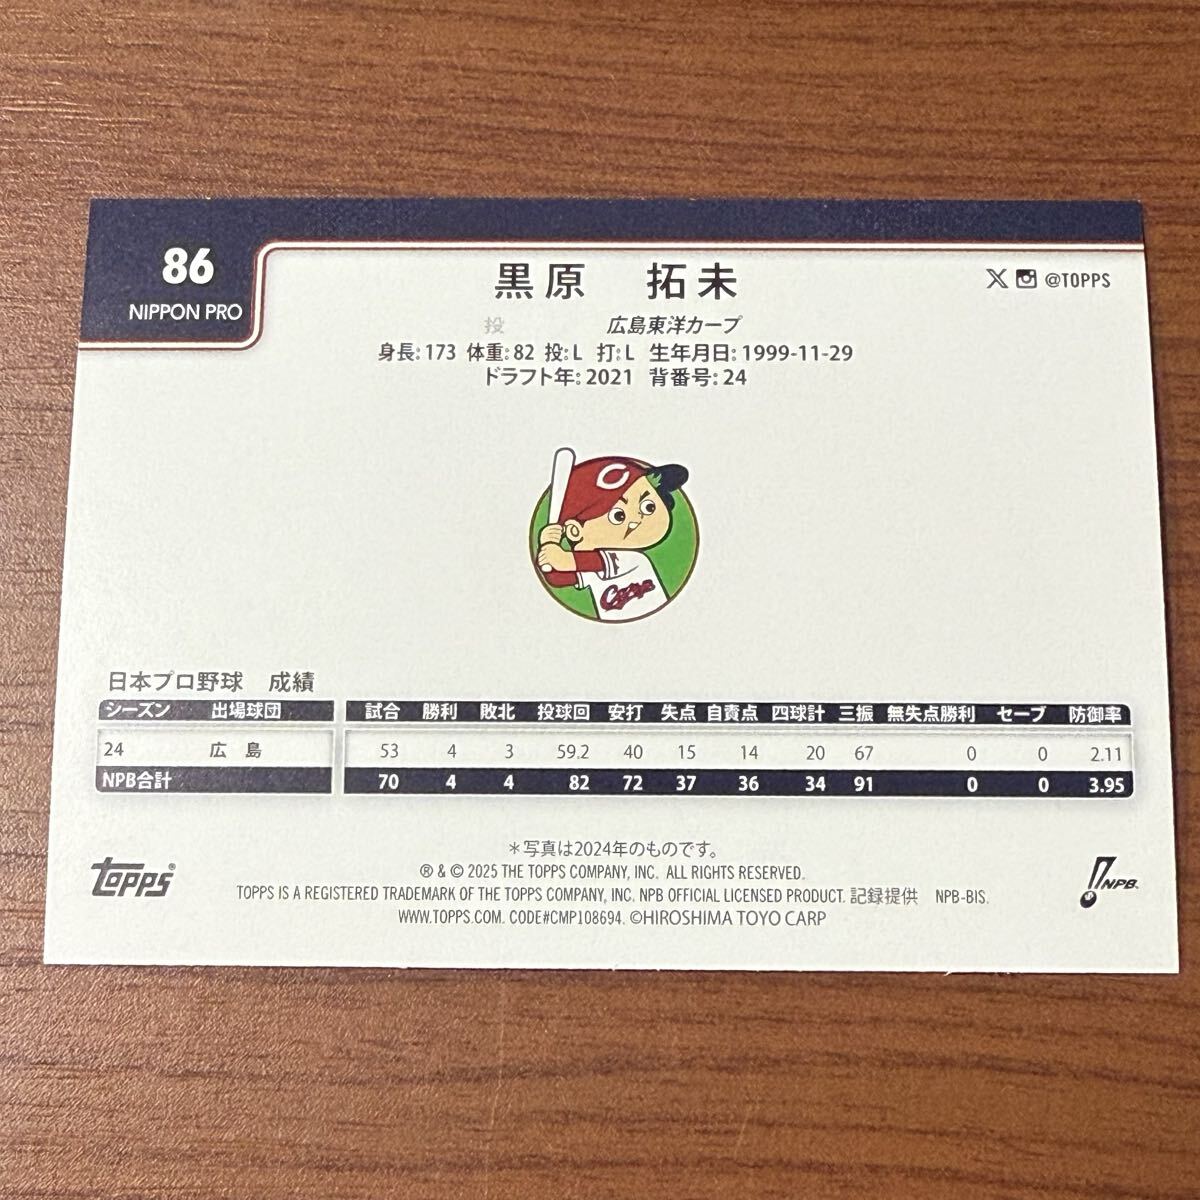 86
NIPPON PRO
黒原 拓未
@TOPPS
投 広島東洋カープ
身長:173 体重:82 投:L 打:L 生年月日:1999-11-29
ドラフト年:2021 背番号:24
C
Carp
日本プロ野球 成績
シーズン 出場球団 試合 勝利 敗北 投球回 安打 失点 自責点 四球計 三振 無失点勝利 セーブ 防御率
24 広 島 53 4 3 59.2 40 15 14 20 67 0 0 2.11
NPB合計 70 4 4 82 72 37 36 34 91 0 0 3.95
*写真は2024年のものです。
® & © 2025 THE TOPPS COMPANY, INC. ALL RIGHTS RESERVED.
TOPPS IS A REGISTERED TRADEMARK OF THE TOPPS COMPANY, INC. NPB OFFICIAL LICENSED PRODUCT. 記録提供 NPB-BIS.
WWW.TOPPS.COM. CODE#CMP108694. ©HIROSHIMA TOYO CARP
TOPPS®
NPB